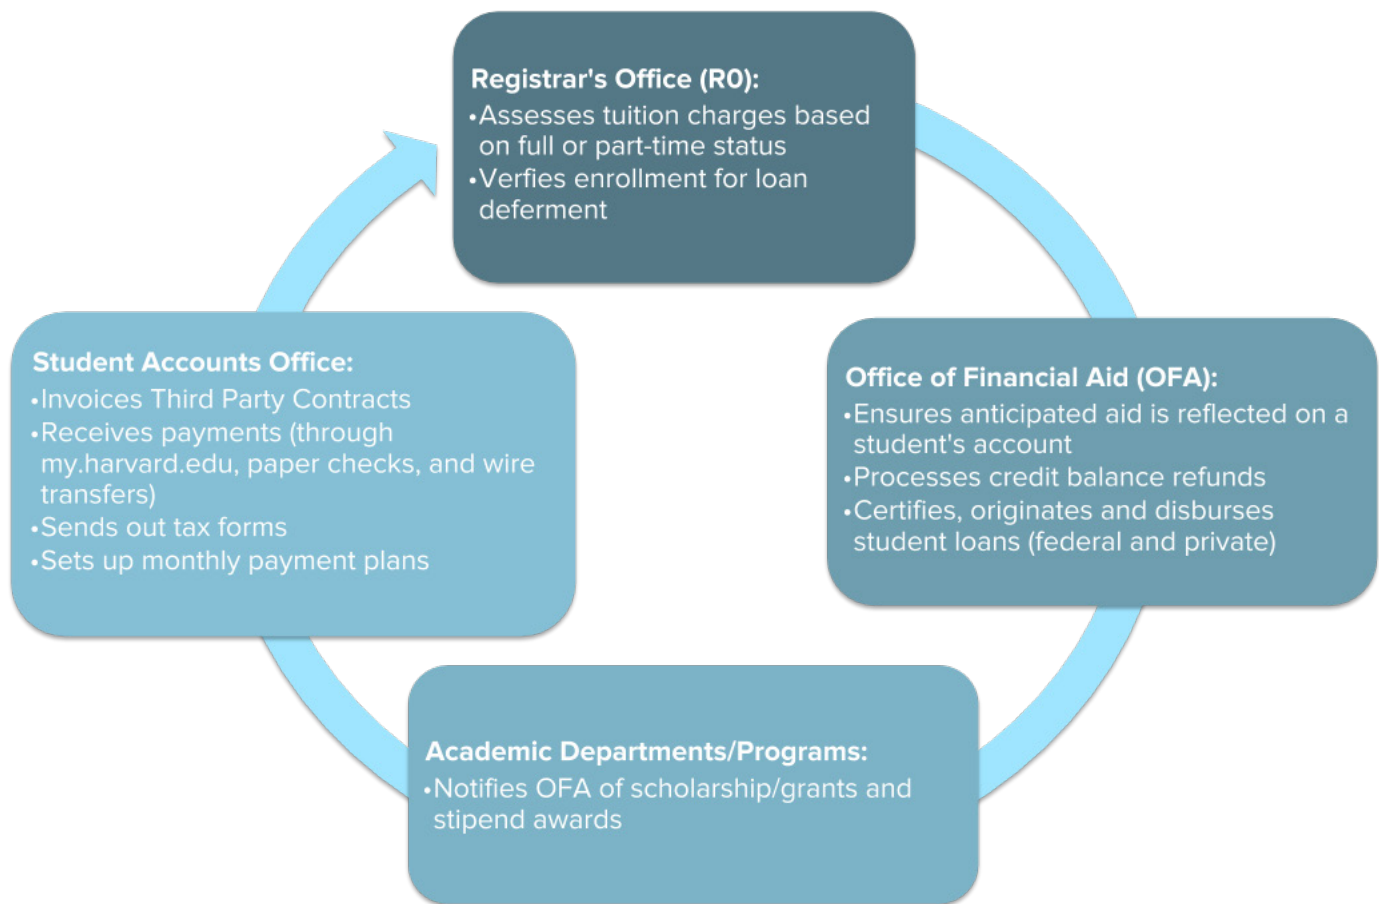 Registrar's Office (R0):
•Assesses tuition charges based
on full or part-time status
•Verfies enrollment for loan
deferment
Office of Financial Aid (OFA):
•Ensures anticipated aid is reflected on a
student's account
•Processes credit balance refunds
•Certifies, originates and disburses
student loans (federal and private)
Academic Departments/Programs:
•Notifies OFA of scholarship/grants and
stipend awards
Student Accounts Office:
•Invoices Third Party Contracts
•Receives payments (through
my.harvard.edu, paper checks, and wire
transfers)
•Sends out tax forms
•Sets up monthly payment plans